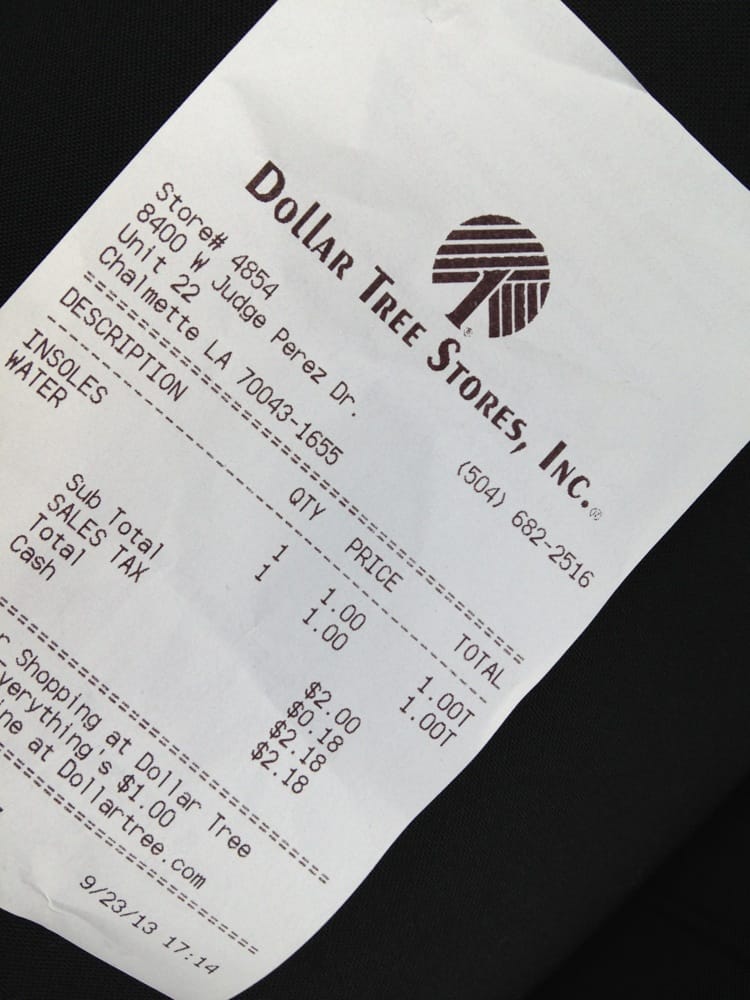 DOLLAR TREE STORES, INC.®
Store# 4854 (504) 682-2516
8400 W Judge Perez Dr.
Unit 22
Chalmette LA 70043-1655
================================================
DESCRIPTION QTY PRICE TOTAL
------------------------------------------------
INSOLES 1 1.00 1.00T
WATER 1 1.00 1.00T
Sub Total $2.00
SALES TAX $0.18
Total $2.18
Cash $2.18
================================================
Shopping at Dollar Tree
verything's $1.00
ne at Dollartree.com
================================================
9/23/13 17:14